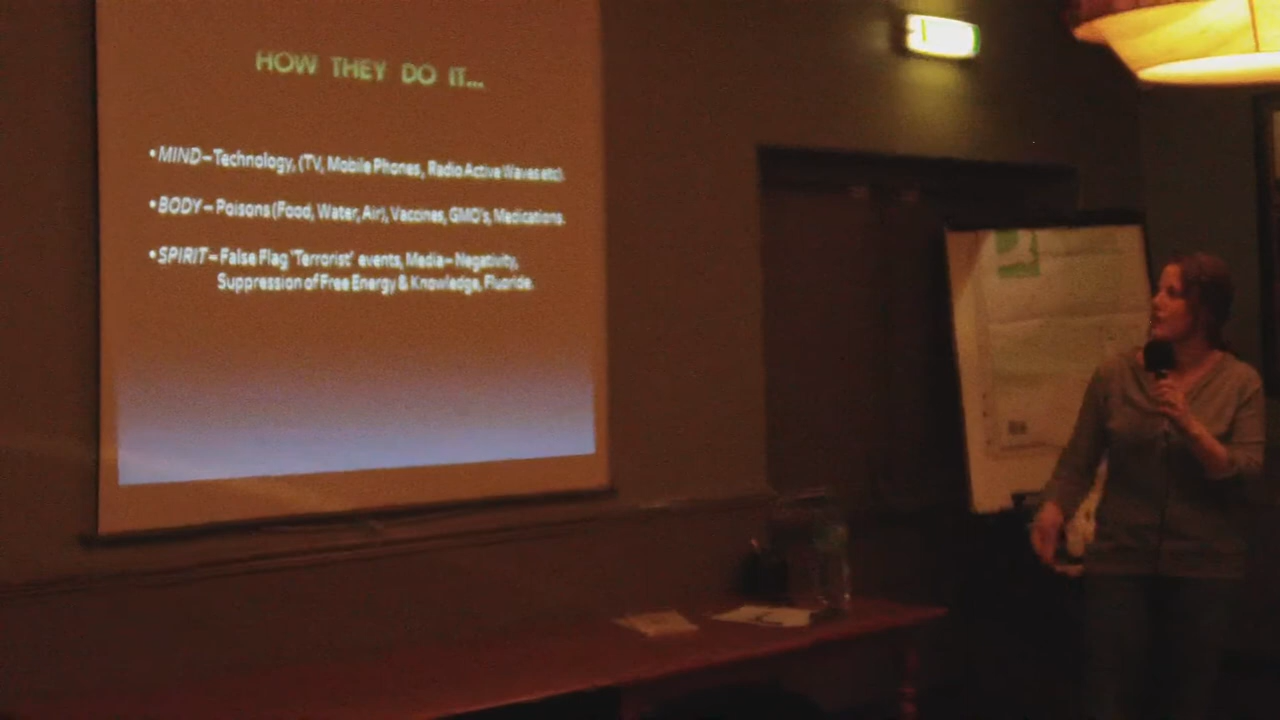 HOW THEY DO IT...
• MIND – Technology, (TV, Mobile Phones, Radio Active Waves etc).
• BODY – Poisons (Food, Water, Air), Vaccines, GMO's, Medications.
• SPIRIT – False Flag 'Terrorist' events, Media – Negativity,
Suppression of Free Energy & Knowledge, Fluoride.